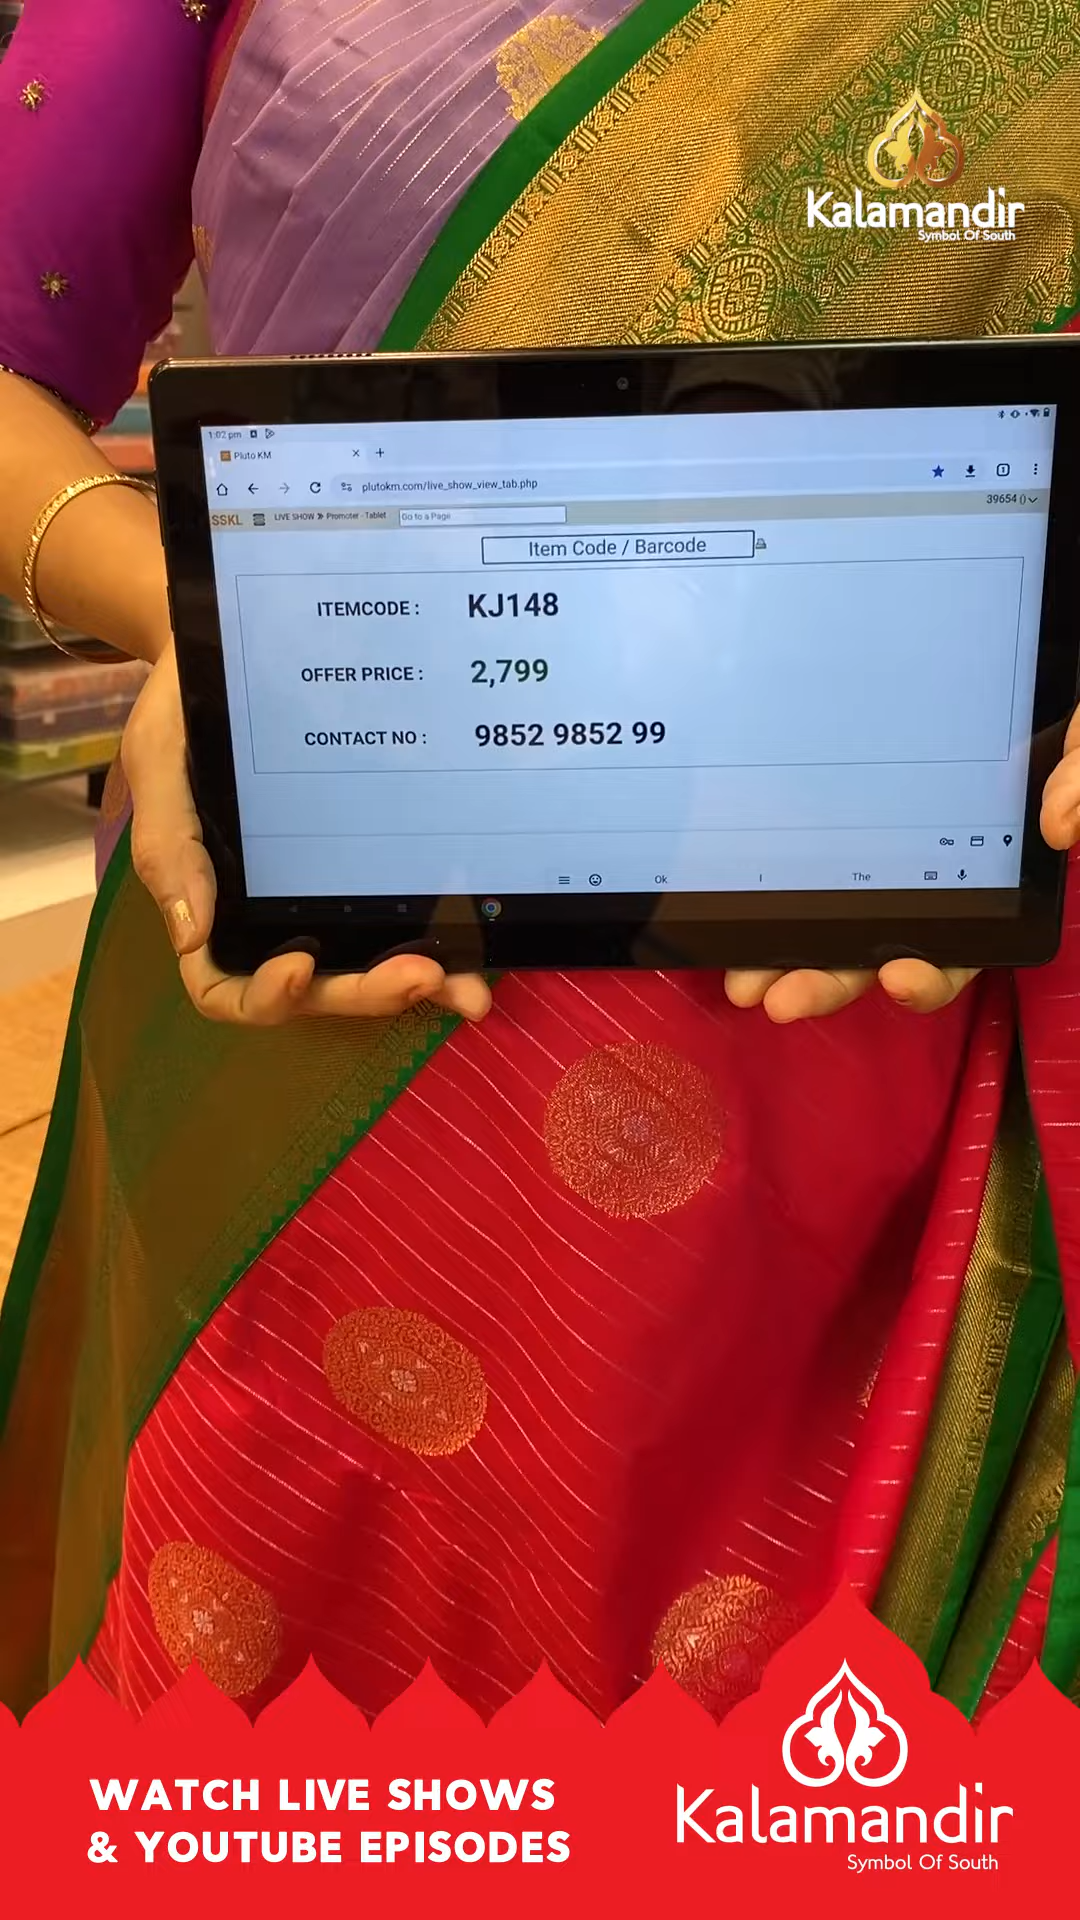 Kalamandir
Symbol Of South
1:02 pm
Pluto KM
plutokm.com/live_show_view_tab.php
39654 ()
SSKL
LIVE SHOW » Promoter - Tablet
Go to a Page
Item Code / Barcode
ITEMCODE : KJ148
OFFER PRICE : 2,799
CONTACT NO : 9852 9852 99
Ok I The
WATCH LIVE SHOWS
& YOUTUBE EPISODES
Kalamandir
Symbol Of South